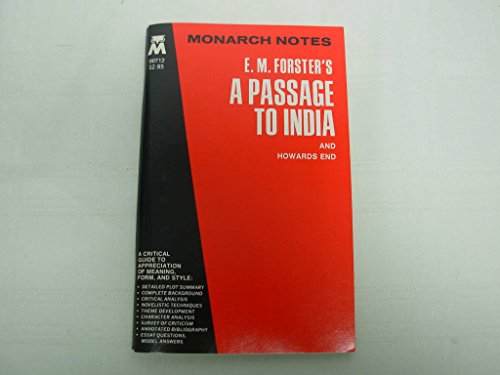 M
00712
$2.95
MONARCH NOTES
E. M. FORSTER'S
A PASSAGE
TO INDIA
AND
HOWARDS END
A CRITICAL
GUIDE TO
APPRECIATION
OF MEANING,
FORM, AND STYLE:
• DETAILED PLOT SUMMARY
• COMPLETE BACKGROUND
• CRITICAL ANALYSIS
• NOVELISTIC TECHNIQUES
• THEME DEVELOPMENT
• CHARACTER ANALYSIS
• SURVEY OF CRITICISM
• ANNOTATED BIBLIOGRAPHY
• ESSAY QUESTIONS,
MODEL ANSWERS